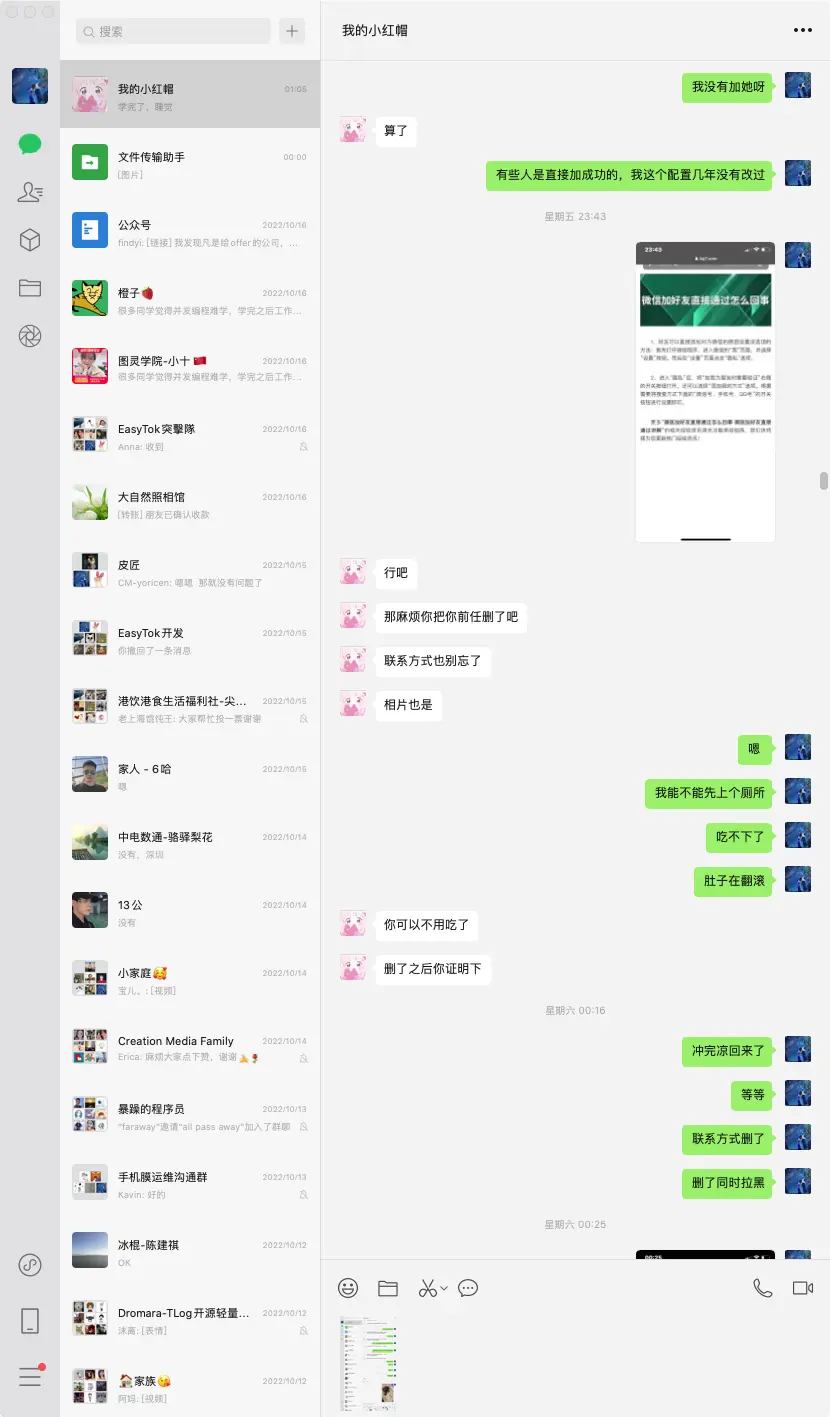 搜索
我的小红帽
01:05
学完了，睡觉
文件传输助手
00:00
[图片]
公众号
2022/10/16
findyi: [链接] 我发现凡是给offer的公司，...
橙子🍓
2022/10/16
很多同学觉得并发编程难学，学完之后工作...
图灵学院-小十 🇨🇳
2022/10/16
很多同学觉得并发编程难学，学完之后工作...
EasyTok突擊隊
2022/10/16
Anna: 收到
大自然照相馆
2022/10/16
[转账] 朋友已确认收款
皮匠
2022/10/15
CM-yoricen: 嗯嗯 那就没有问题了
EasyTok开发
2022/10/15
你撤回了一条消息
港饮港食生活福利社-尖...
2022/10/15
老上海馄饨王: 大家帮忙投一票谢谢
家人 - 6哈
2022/10/15
嗯
中电数通-骆驿梨花
2022/10/14
没有，深圳
13公
2022/10/14
没有
小家庭🥰
2022/10/14
宝儿。: [视频]
Creation Media Family
2022/10/14
Erica: 麻烦大家点下赞，谢谢🙏🌹
暴躁的程序员
2022/10/13
"faraway"邀请"all pass away"加入了群聊
手机膜运维沟通群
2022/10/13
Kavin: 好的
冰棍-陈建祺
2022/10/12
OK
Dromara-TLog开源轻量...
2022/10/12
沫离: [表情]
🏠家族😘
2022/10/12
阿妈: [视频]
我的小红帽
我没有加她呀
算了
有些人是直接加成功的，我这个配置几年没有改过
星期五 23:43
23:43
微信加好友直接通过怎么回事
行吧
那麻烦你把你前任删了吧
联系方式也别忘了
相片也是
嗯
我能不能先上个厕所
吃不下了
肚子在翻滚
你可以不用吃了
删了之后你证明下
星期六 00:16
冲完凉回来了
等等
联系方式删了
删了同时拉黑
星期六 00:25
00:25